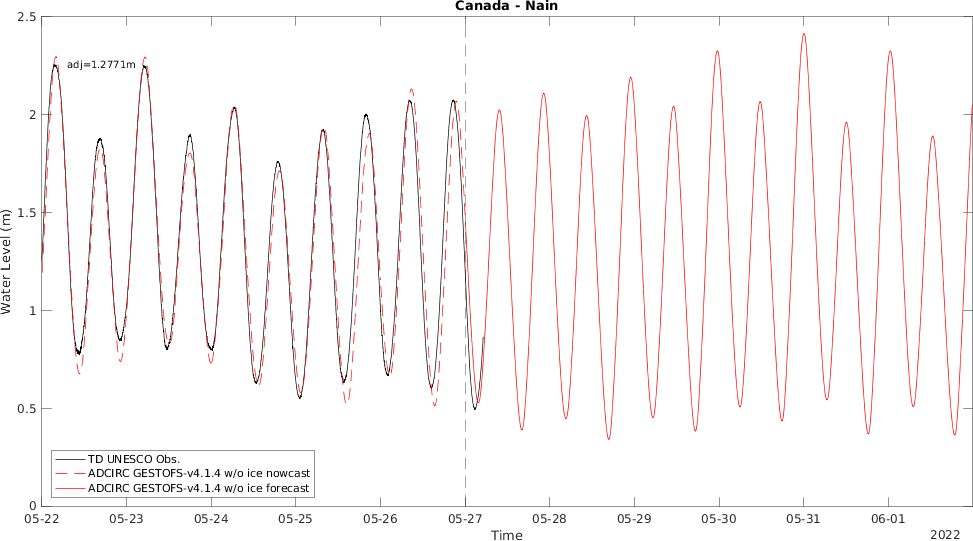 Canada - Nain
adj=1.2771m
Water Level (m)
2.5
2
1.5
1
0.5
0
TD UNESCO Obs.
ADCIRC GESTOFS-v4.1.4 w/o ice nowcast
ADCIRC GESTOFS-v4.1.4 w/o ice forecast
05-22 05-23 05-24 05-25 05-26 05-27 05-28 05-29 05-30 05-31 06-01
Time
2022